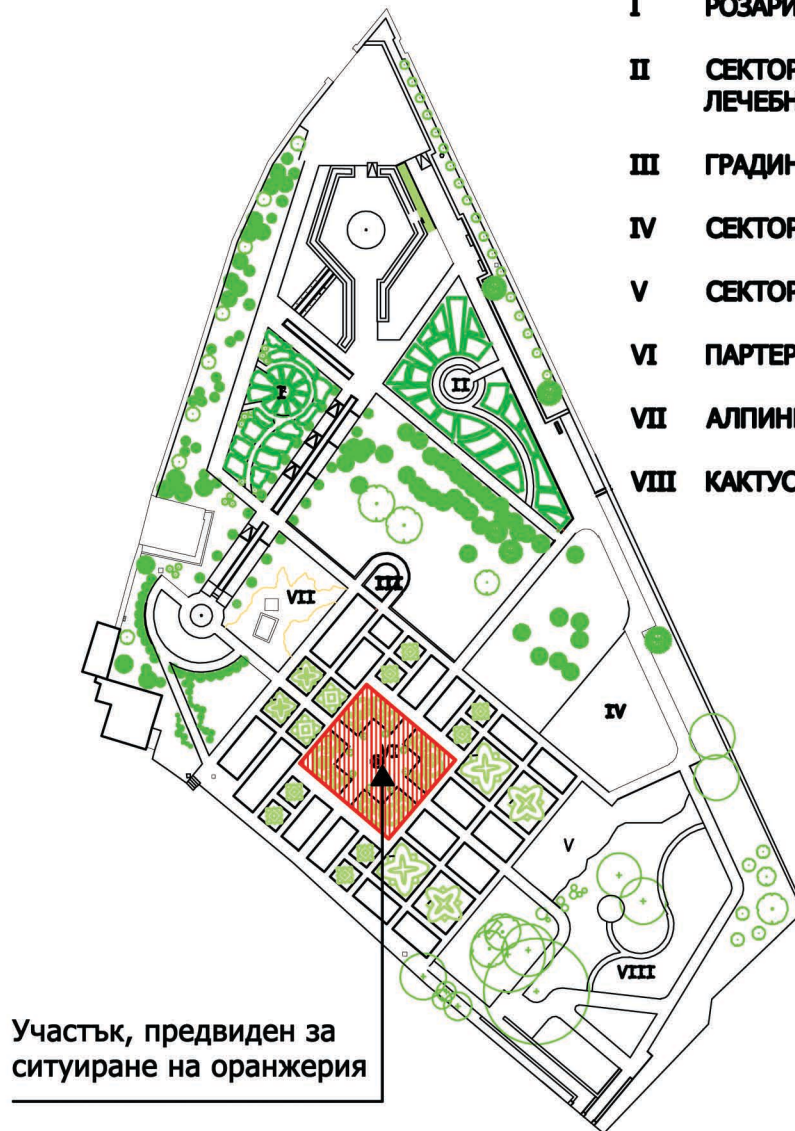 I РОЗАРИ
II СЕКТОР
ЛЕЧЕБН
III ГРАДИН
IV СЕКТОР
V СЕКТОР
VI ПАРТЕР
VII АЛПИН
VIII КАКТУС
I
II
III
VII
IV
VI
V
VIII
Участък, предвиден за
ситуиране на оранжерия